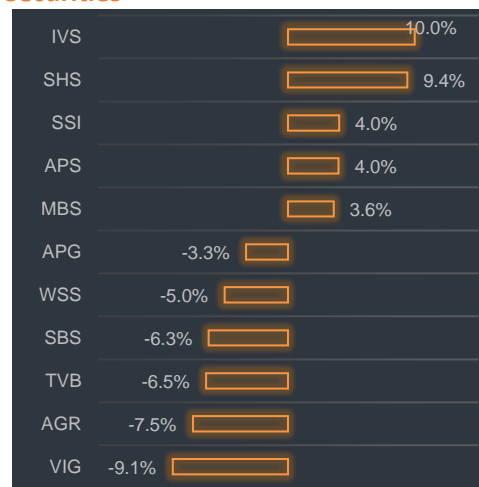 IVS 10.0%
SHS 9.4%
SSI 4.0%
APS 4.0%
MBS 3.6%
APG -3.3%
WSS -5.0%
SBS -6.3%
TVB -6.5%
AGR -7.5%
VIG -9.1%